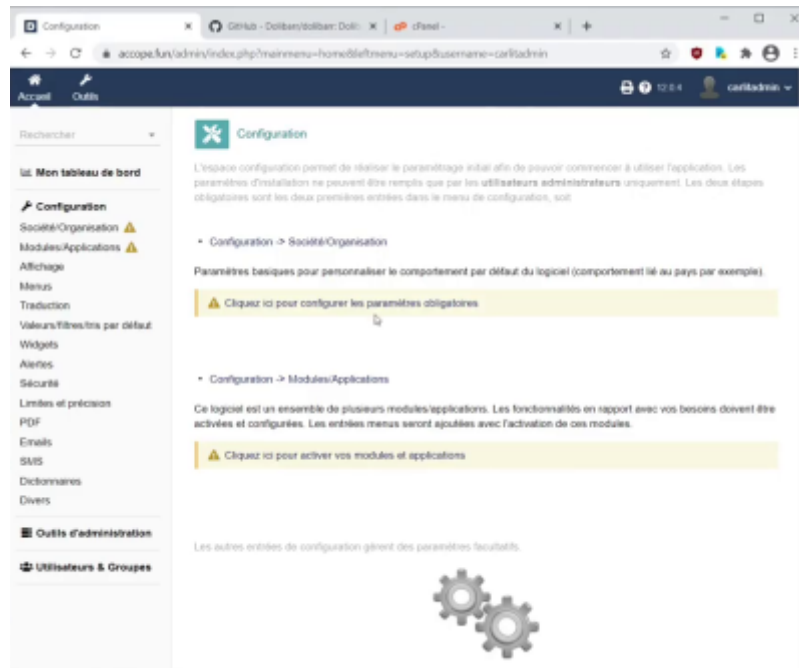 Configuration
GitHub - Dolibarr/dolibarr: Doli
cPanel -
accope.fun/admin/index.php?mainmenu=home&leftmenu=setup&username=carlitadmin
Accueil
Outils
12.0.4
carlitadmin
Rechercher
Mon tableau de bord
Configuration
Société/Organisation
Modules/Applications
Affichage
Menus
Traduction
Valeurs/filtres/tris par défaut
Widgets
Alertes
Sécurité
Limites et précision
PDF
Emails
SMS
Dictionnaires
Divers
Outils d'administration
Utilisateurs & Groupes
Configuration
L'espace configuration permet de réaliser le paramétrage initial afin de pouvoir commencer à utiliser l'application. Les
paramètres d'installation ne peuvent être remplis que par les utilisateurs administrateurs uniquement. Les deux étapes
obligatoires sont les deux premières entrées dans le menu de configuration, soit
• Configuration -> Société/Organisation
Paramètres basiques pour personnaliser le comportement par défaut du logiciel (comportement lié au pays par exemple).
Cliquez ici pour configurer les paramètres obligatoires
• Configuration -> Modules/Applications
Ce logiciel est un ensemble de plusieurs modules/applications. Les fonctionnalités en rapport avec vos besoins doivent être
activées et configurées. Les entrées menus seront ajoutées avec l'activation de ces modules.
Cliquez ici pour activer vos modules et applications
Les autres entrées de configuration gèrent des paramètres facultatifs.